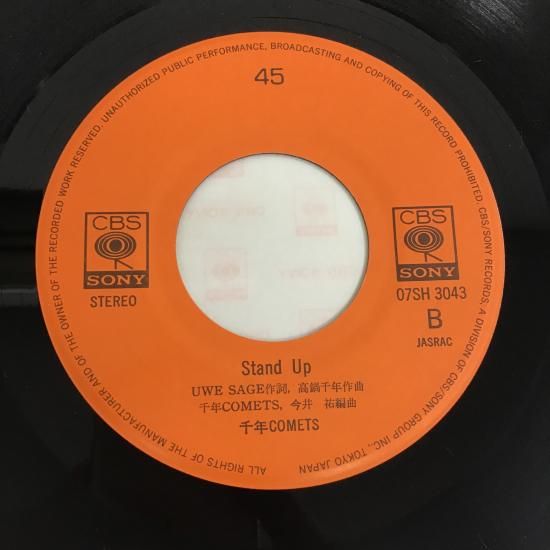 ALL RIGHTS OF THE MANUFACTURER AND OF THE OWNER OF THE RECORDED WORK RESERVED. UNAUTHORIZED PUBLIC PERFORMANCE, BROADCASTING AND COPYING OF THIS RECORD PROHIBITED. CBS/SONY RECORDS, A DIVISION OF CBS/SONY GROUP INC., TOKYO JAPAN
45
CBS
SONY
STEREO
CBS
SONY
07SH 3043
B
JASRAC
Stand Up
UWE SAGE作詞, 高鍋千年作曲
千年COMETS, 今井 祐編曲
千年COMETS